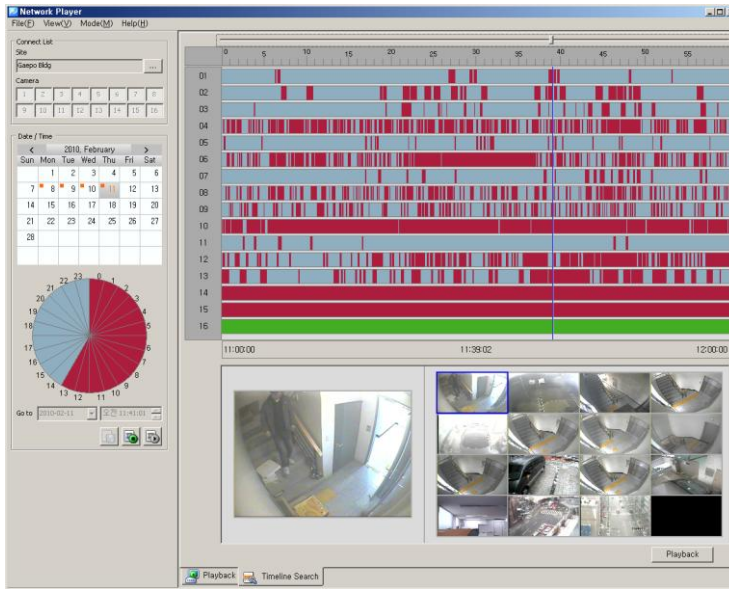 Network Player
File(F) View(V) Mode(M) Help(H)
Connect List
Site
Gaepo Bldg ...
Camera
1 2 3 4 5 6 7 8
9 10 11 12 13 14 15 16
Date / Time
< 2010, February >
Sun Mon Tue Wed Thu Fri Sat
1 2 3 4 5 6
7 8 9 10 11 12 13
14 15 16 17 18 19 20
21 22 23 24 25 26 27
28
0 1 2 3 4 5 6 7 8 9 10 11 12 13 14 15 16 17 18 19 20 21 22 23
Go to 2010-02-11 오전 11:41:01
0 5 10 15 20 25 30 35 40 45 50 55
01
02
03
04
05
06
07
08
09
10
11
12
13
14
15
16
11:00:00 11:39:02 12:00:00
Playback
Playback Timeline Search